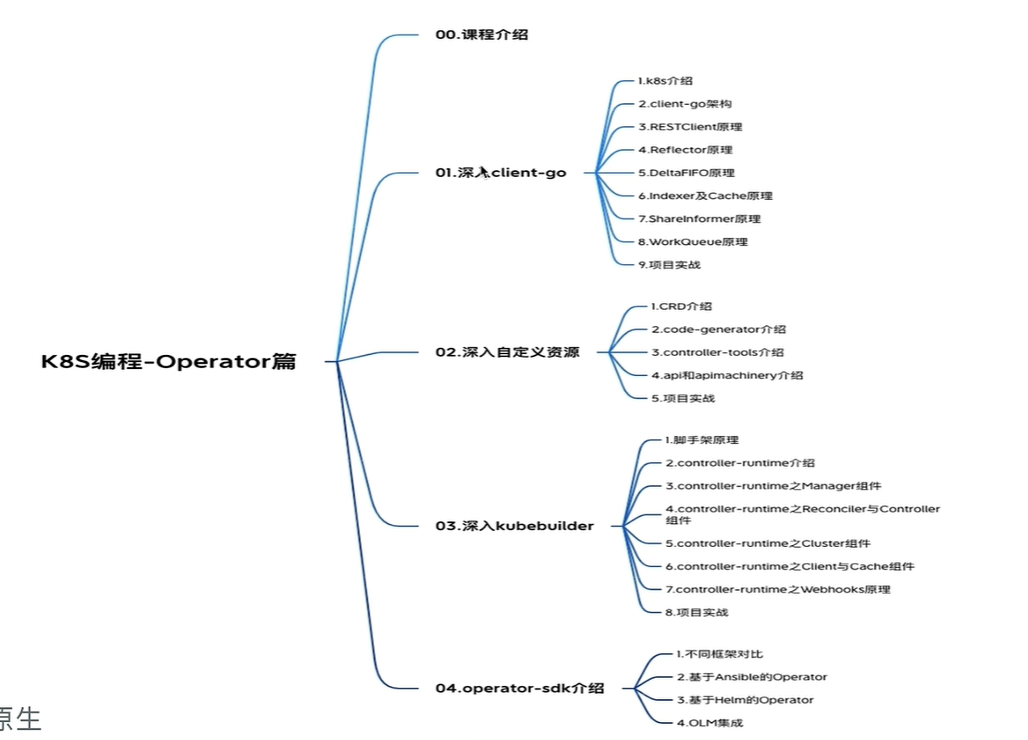 00.课程介绍
1.k8s介绍
2.client-go架构
3.RESTClient原理
4.Reflector原理
01.深入client-go
5.DeltaFIFO原理
6.Indexer及Cache原理
7.ShareInformer原理
8.WorkQueue原理
9.项目实战
1.CRD介绍
2.code-generator介绍
02.深入自定义资源
3.controller-tools介绍
K8S编程-Operator篇
4.api和apimachinery介绍
5.项目实战
1.脚手架原理
2.controller-runtime介绍
3.controller-runtime之Manager组件
4.controller-runtime之Reconciler与Controller
组件
03.深入kubebuilder
5.controller-runtime之Cluster组件
6.controller-runtime之Client与Cache组件
7.controller-runtime之Webhooks原理
8.项目实战
1.不同框架对比
2.基于Ansible的Operator
04.operator-sdk介绍
3.基于Helm的Operator
4.OLM集成
原生